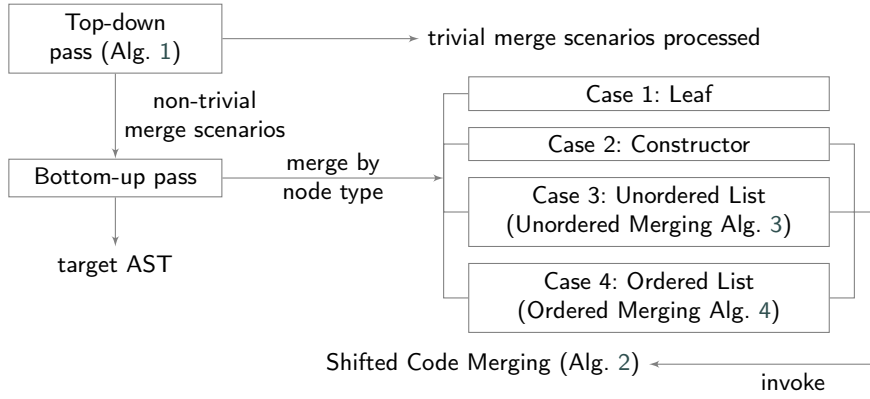 Top-down
pass (Alg. 1)
trivial merge scenarios processed
non-trivial
merge scenarios
Bottom-up pass
merge by
node type
target AST
Case 1: Leaf
Case 2: Constructor
Case 3: Unordered List
(Unordered Merging Alg. 3)
Case 4: Ordered List
(Ordered Merging Alg. 4)
Shifted Code Merging (Alg. 2)
invoke